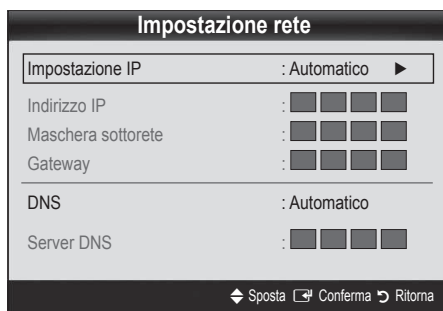 Impostazione rete
Impostazione IP : Automatico ▶
Indirizzo IP :
Maschera sottorete :
Gateway :
DNS : Automatico
Server DNS :
Sposta Conferma Ritorna